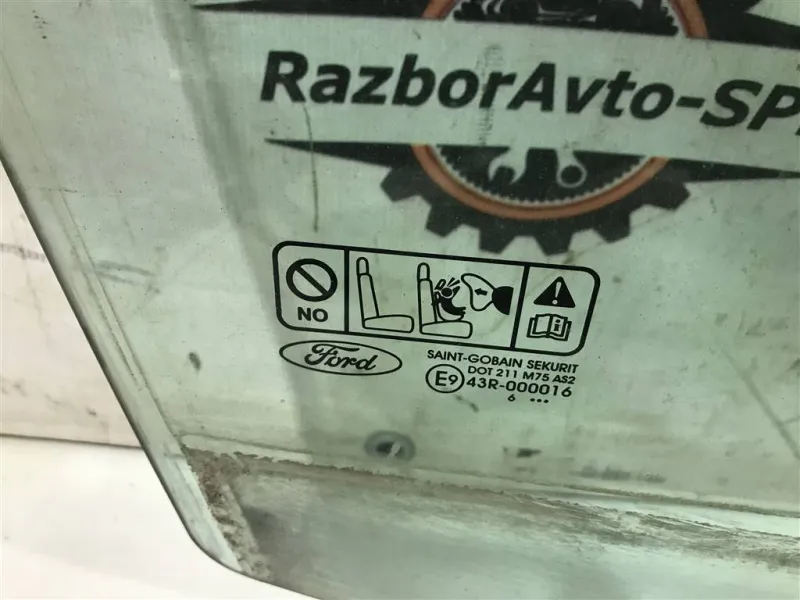 RazborAvto-SP
NO
Ford
SAINT-GOBAIN SEKURIT
DOT 211 M75 AS2
E9 43R-000016
6 •••